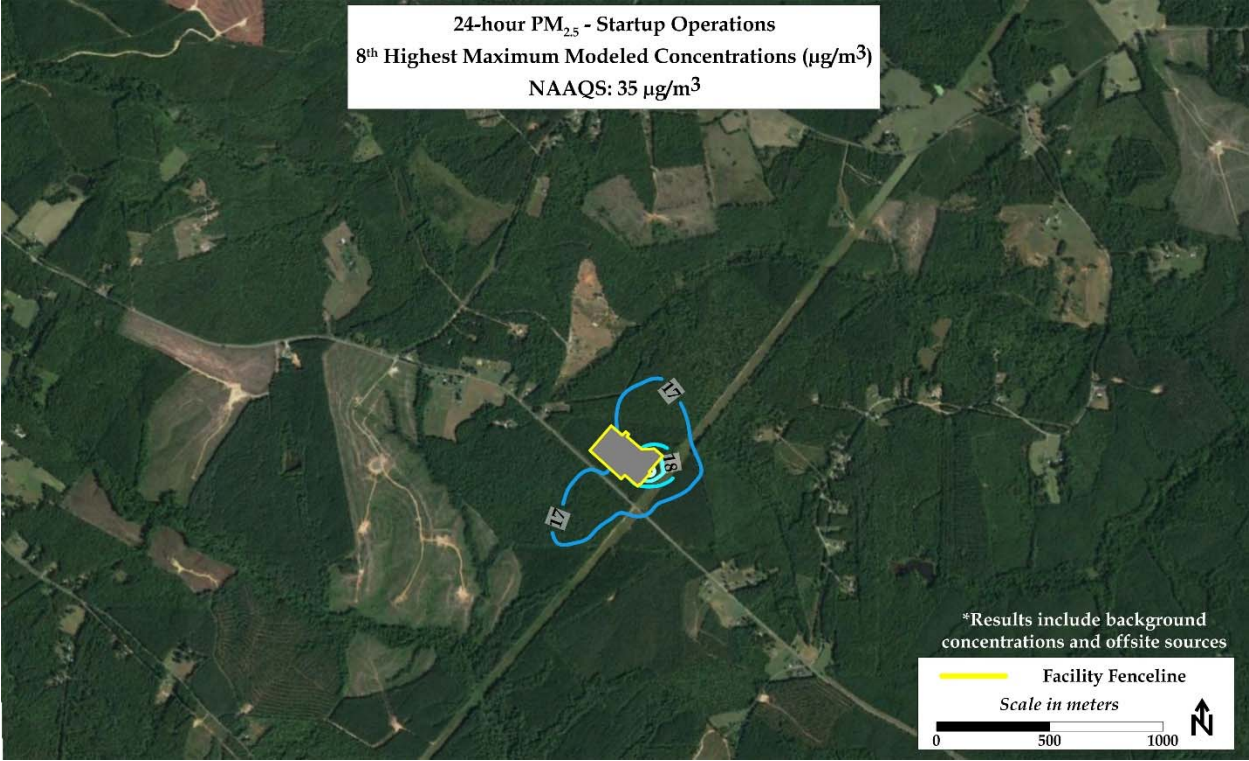 24-hour PM2.5 - Startup Operations
8th Highest Maximum Modeled Concentrations (µg/m3)
NAAQS: 35 µg/m3
17
18
17
*Results include background
concentrations and offsite sources
Facility Fenceline
Scale in meters
N
0 500 1000